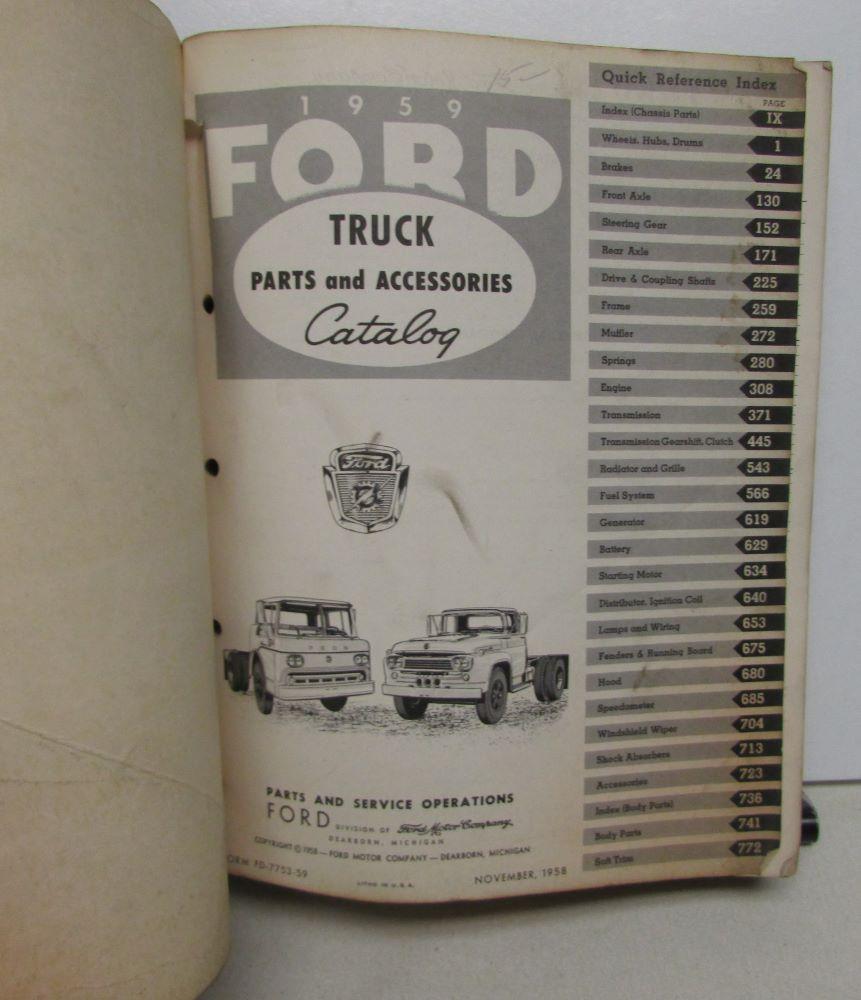 15—
1959
FORD
TRUCK
PARTS and ACCESSORIES
Catalog
Ford
FORD
PARTS AND SERVICE OPERATIONS
FORD DIVISION OF Ford Motor Company
DEARBORN, MICHIGAN
COPYRIGHT © 1958 — FORD MOTOR COMPANY — DEARBORN, MICHIGAN
ORM PD-7753-59
LITHO IN U.S.A.
NOVEMBER, 1958
Quick Reference Index
PAGE
Index (Chassis Parts) IX
Wheels, Hubs, Drums 1
Brakes 24
Front Axle 130
Steering Gear 152
Rear Axle 171
Drive & Coupling Shafts 225
Frame 259
Muffler 272
Springs 280
Engine 308
Transmission 371
Transmission Gearshift, Clutch 445
Radiator and Grille 543
Fuel System 566
Generator 619
Battery 629
Starting Motor 634
Distributor, Ignition Coil 640
Lamps and Wiring 653
Fenders & Running Board 675
Hood 680
Speedometer 685
Windshield Wiper 704
Shock Absorbers 713
Accessories 723
Index (Body Parts) 736
Body Parts 741
Soft Trim 772